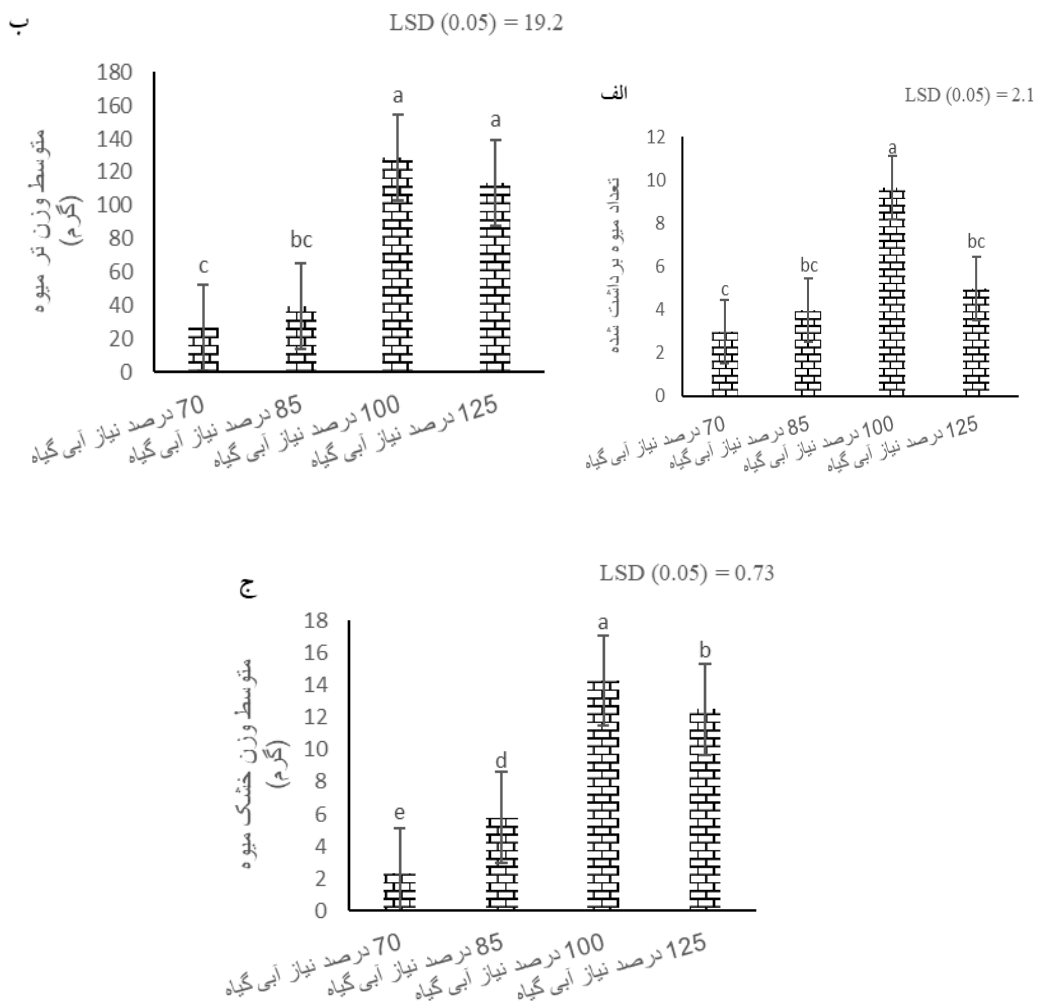 ب
LSD (0.05) = 19.2
متوسط وزن تر میوه
(گرم)
180
160
140
120
100
80
60
40
20
0
c
bc
a
a
70 درصد نیاز آبی گیاه
85 درصد نیاز آبی گیاه
100 درصد نیاز آبی گیاه
125 درصد نیاز آبی گیاه
الف
LSD (0.05) = 2.1
تعداد میوه برداشت شده
12
10
8
6
4
2
0
c
bc
a
bc
70 درصد نیاز آبی گیاه
85 درصد نیاز آبی گیاه
100 درصد نیاز آبی گیاه
125 درصد نیاز آبی گیاه
ج
LSD (0.05) = 0.73
متوسط وزن خشک میوه
(گرم)
18
16
14
12
10
8
6
4
2
0
e
d
a
b
70 درصد نیاز آبی گیاه
85 درصد نیاز آبی گیاه
100 درصد نیاز آبی گیاه
125 درصد نیاز آبی گیاه